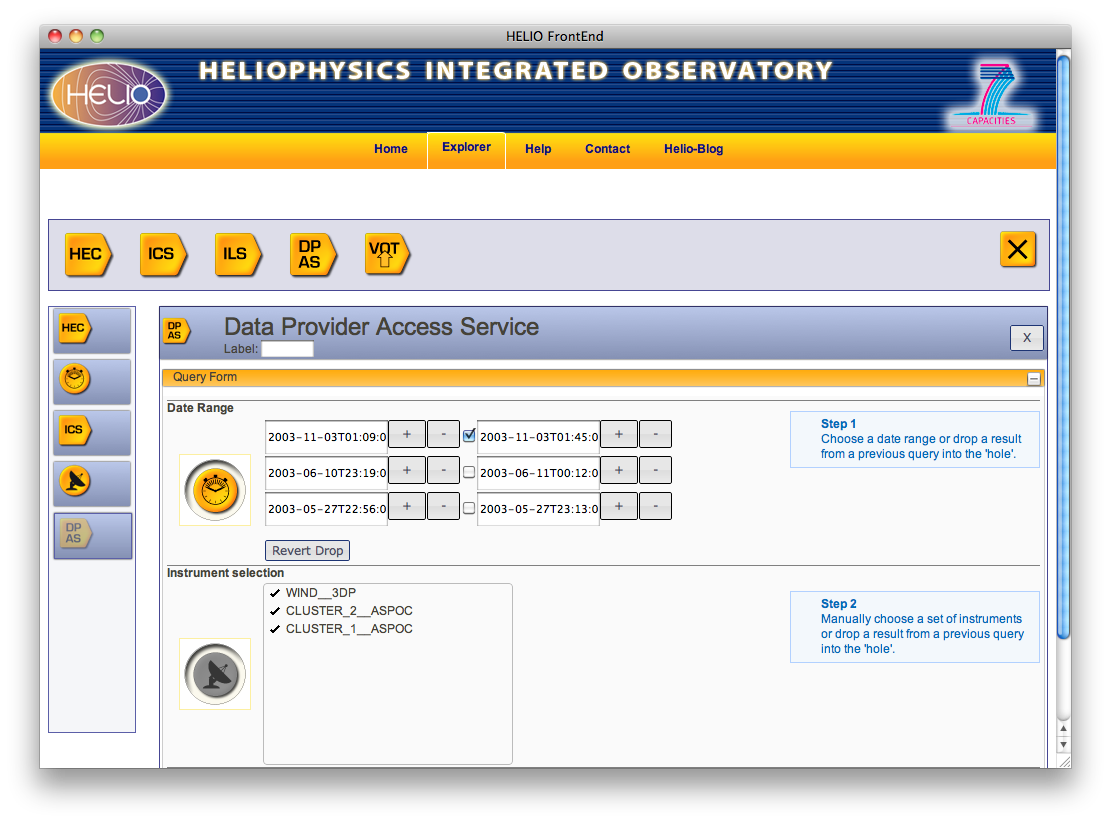 HELIO FrontEnd
HELIO
HELIOPHYSICS INTEGRATED OBSERVATORY
7
CAPACITIES
Home Explorer Help Contact Helio-Blog
HEC ICS ILS DP AS VOT X
HEC
ICS
DP
AS
DP
AS
Data Provider Access Service
Label:
X
Query Form
Date Range
2003-11-03T01:09:0 + - 2003-11-03T01:45:0 + -
2003-06-10T23:19:0 + - 2003-06-11T00:12:0 + -
2003-05-27T22:56:0 + - 2003-05-27T23:13:0 + -
Revert Drop
Step 1
Choose a date range or drop a result
from a previous query into the 'hole'.
Instrument selection
WIND__3DP
CLUSTER_2__ASPOC
CLUSTER_1__ASPOC
Step 2
Manually choose a set of instruments
or drop a result from a previous query
into the 'hole'.